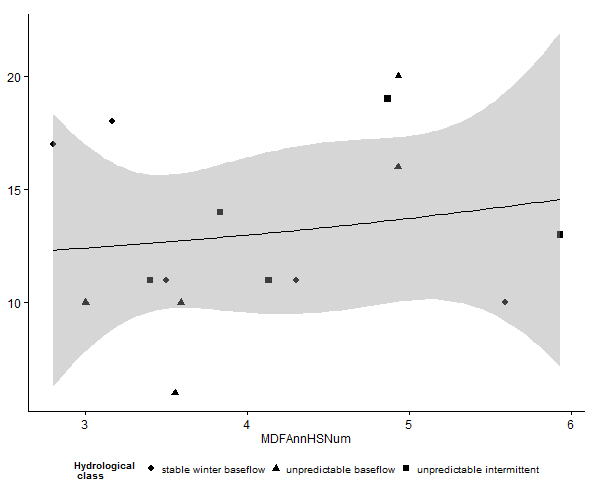 20
15
10
3 4 5 6
MDFAnnHSNum
Hydrological
class
stable winter baseflow unpredictable baseflow unpredictable intermittent